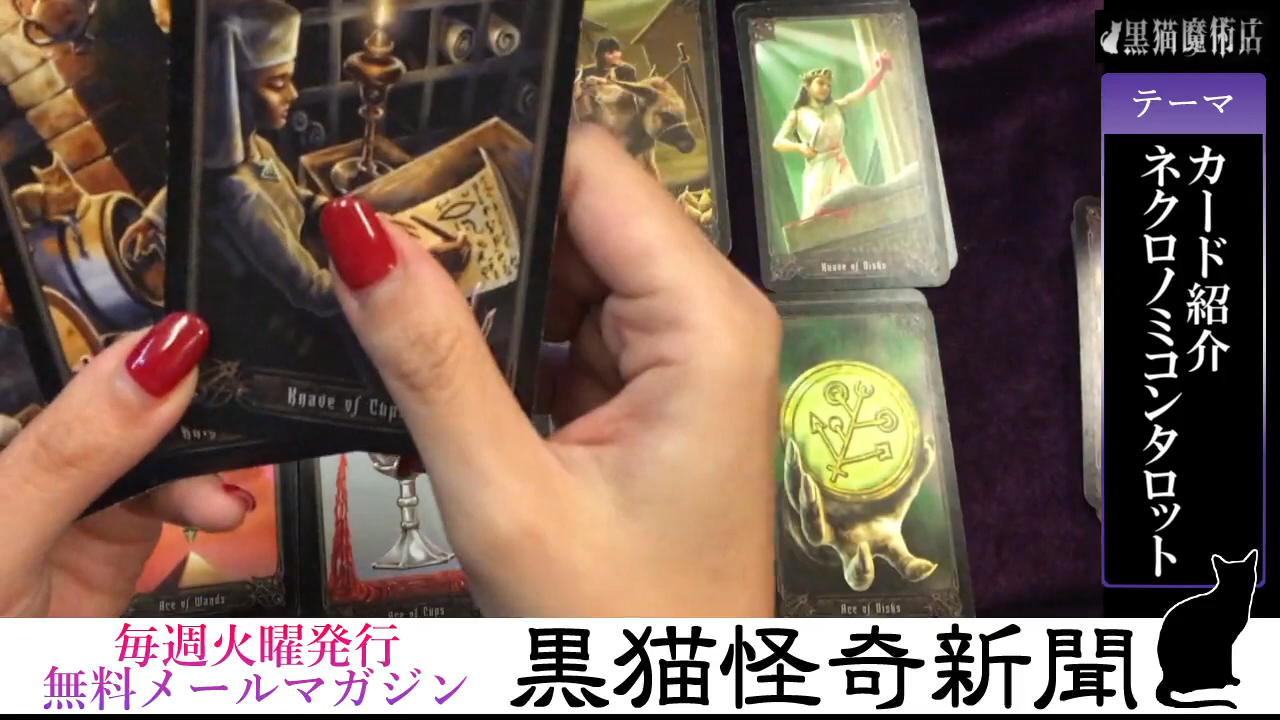 黒猫魔術店
テーマ
カード紹介
ネクロノミコンタロット
Knave of Disks
Knave of Cups
Ace of Wands
Ace of Cups
Ace of Disks
毎週火曜発行
無料メールマガジン
黒猫怪奇新聞